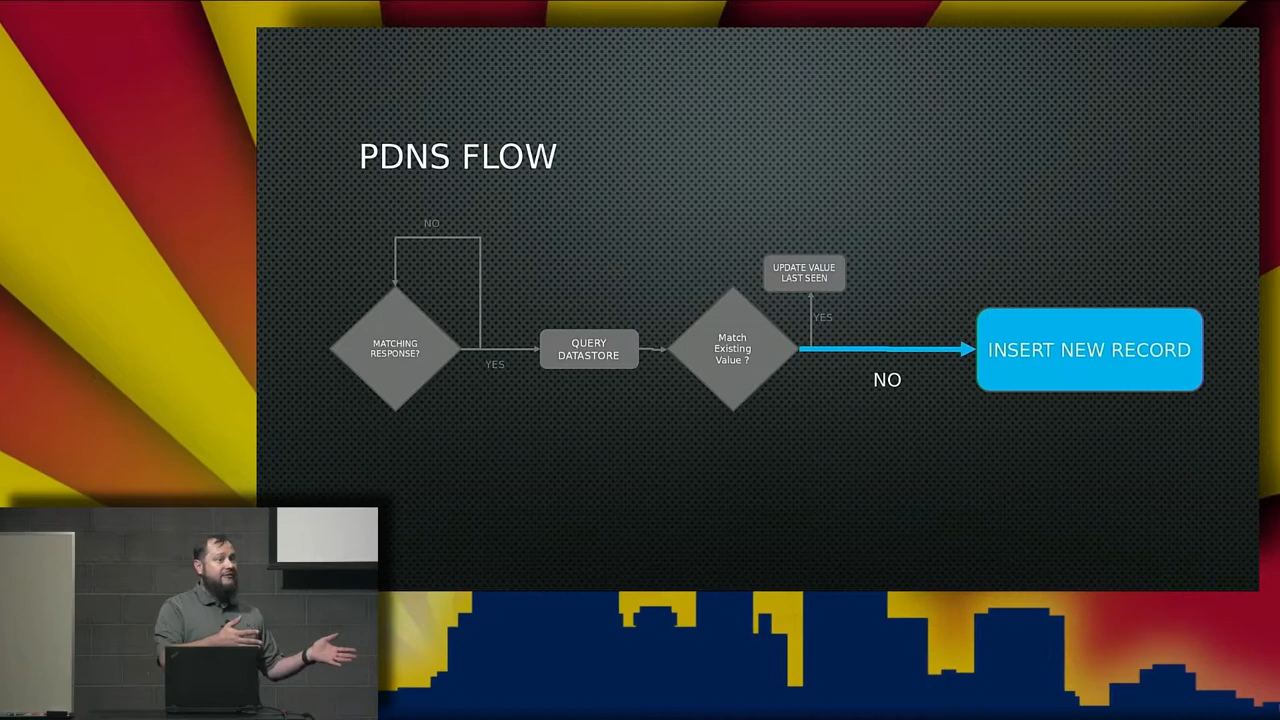 PDNS FLOW
NO
MATCHING
RESPONSE?
YES
QUERY
DATASTORE
Match
Existing
Value ?
UPDATE VALUE
LAST SEEN
YES
NO
INSERT NEW RECORD